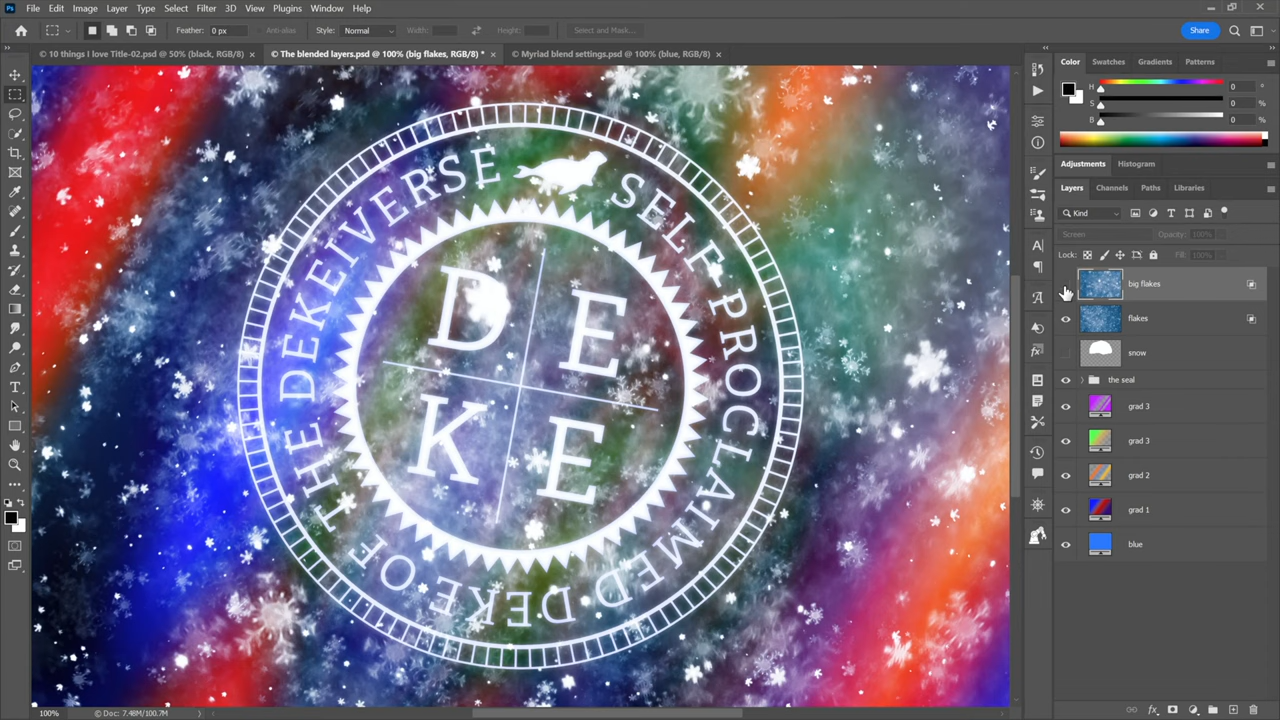 Ps File Edit Image Layer Type Select Filter 3D View Plugins Window Help
Feather: 0 px Anti-alias Style: Normal Width: Height: Select and Mask... Share
© 10 things I love Title-02.psd @ 50% (black, RGB/8) × © The blended layers.psd @ 100% (big flakes, RGB/8) * × © Myriad blend settings.psd @ 100% (blue, RGB/8) ×
Color Swatches Gradients Patterns
H 0 °
S 0 %
B 0 %
Adjustments Histogram
Layers Channels Paths Libraries
Kind
Screen Opacity: 100%
Lock: Fill: 100%
big flakes
flakes
snow
the seal
grad 3
grad 3
grad 2
grad 1
blue
SELF-PROCLAIMED DEKE OF THE DEKEIVERSE
D E
K E
100% © Doc: 7.48M/100.7M